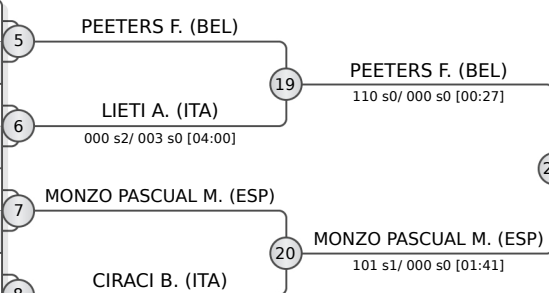 PEETERS F. (BEL)
5
19
PEETERS F. (BEL)
110 s0/ 000 s0 [00:27]
LIETI A. (ITA)
6
000 s2/ 003 s0 [04:00]
MONZO PASCUAL M. (ESP)
7
20
MONZO PASCUAL M. (ESP)
101 s1/ 000 s0 [01:41]
CIRACI B. (ITA)
8